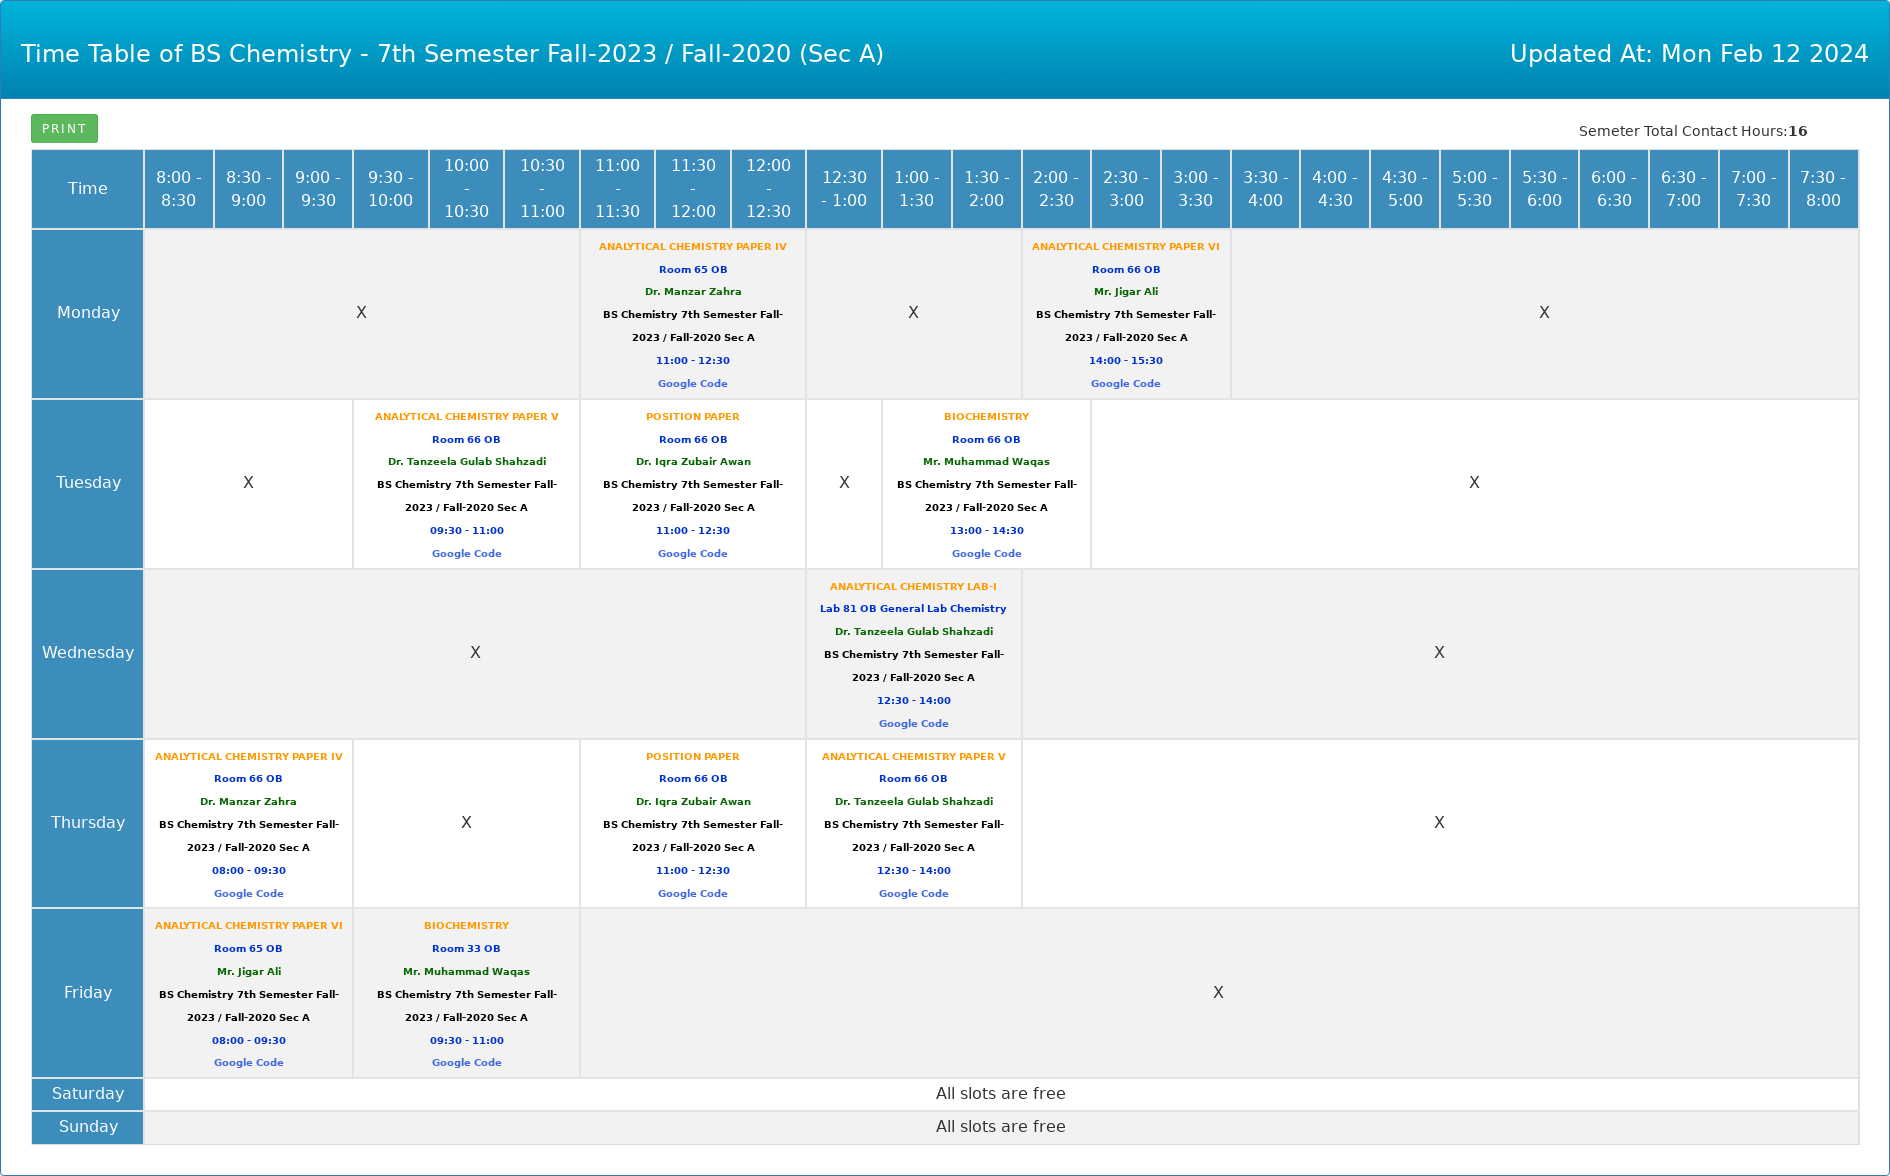 Time Table of BS Chemistry - 7th Semester Fall-2023 / Fall-2020 (Sec A)
Updated At: Mon Feb 12 2024
PRINT
Semeter Total Contact Hours:16
Time
8:00 -
8:30
8:30 -
9:00
9:00 -
9:30
9:30 -
10:00
10:00
-
10:30
10:30
-
11:00
11:00
-
11:30
11:30
-
12:00
12:00
-
12:30
12:30
- 1:00
1:00 -
1:30
1:30 -
2:00
2:00 -
2:30
2:30 -
3:00
3:00 -
3:30
3:30 -
4:00
4:00 -
4:30
4:30 -
5:00
5:00 -
5:30
5:30 -
6:00
6:00 -
6:30
6:30 -
7:00
7:00 -
7:30
7:30 -
8:00
Monday
X
ANALYTICAL CHEMISTRY PAPER IV
Room 65 OB
Dr. Manzar Zahra
BS Chemistry 7th Semester Fall-
2023 / Fall-2020 Sec A
11:00 - 12:30
Google Code
X
ANALYTICAL CHEMISTRY PAPER VI
Room 66 OB
Mr. Jigar Ali
BS Chemistry 7th Semester Fall-
2023 / Fall-2020 Sec A
14:00 - 15:30
Google Code
X
Tuesday
X
ANALYTICAL CHEMISTRY PAPER V
Room 66 OB
Dr. Tanzeela Gulab Shahzadi
BS Chemistry 7th Semester Fall-
2023 / Fall-2020 Sec A
09:30 - 11:00
Google Code
POSITION PAPER
Room 66 OB
Dr. Iqra Zubair Awan
BS Chemistry 7th Semester Fall-
2023 / Fall-2020 Sec A
11:00 - 12:30
Google Code
X
BIOCHEMISTRY
Room 66 OB
Mr. Muhammad Waqas
BS Chemistry 7th Semester Fall-
2023 / Fall-2020 Sec A
13:00 - 14:30
Google Code
X
Wednesday
X
ANALYTICAL CHEMISTRY LAB-I
Lab 81 OB General Lab Chemistry
Dr. Tanzeela Gulab Shahzadi
BS Chemistry 7th Semester Fall-
2023 / Fall-2020 Sec A
12:30 - 14:00
Google Code
X
Thursday
ANALYTICAL CHEMISTRY PAPER IV
Room 66 OB
Dr. Manzar Zahra
BS Chemistry 7th Semester Fall-
2023 / Fall-2020 Sec A
08:00 - 09:30
Google Code
X
POSITION PAPER
Room 66 OB
Dr. Iqra Zubair Awan
BS Chemistry 7th Semester Fall-
2023 / Fall-2020 Sec A
11:00 - 12:30
Google Code
ANALYTICAL CHEMISTRY PAPER V
Room 66 OB
Dr. Tanzeela Gulab Shahzadi
BS Chemistry 7th Semester Fall-
2023 / Fall-2020 Sec A
12:30 - 14:00
Google Code
X
Friday
ANALYTICAL CHEMISTRY PAPER VI
Room 65 OB
Mr. Jigar Ali
BS Chemistry 7th Semester Fall-
2023 / Fall-2020 Sec A
08:00 - 09:30
Google Code
BIOCHEMISTRY
Room 33 OB
Mr. Muhammad Waqas
BS Chemistry 7th Semester Fall-
2023 / Fall-2020 Sec A
09:30 - 11:00
Google Code
X
Saturday
All slots are free
Sunday
All slots are free